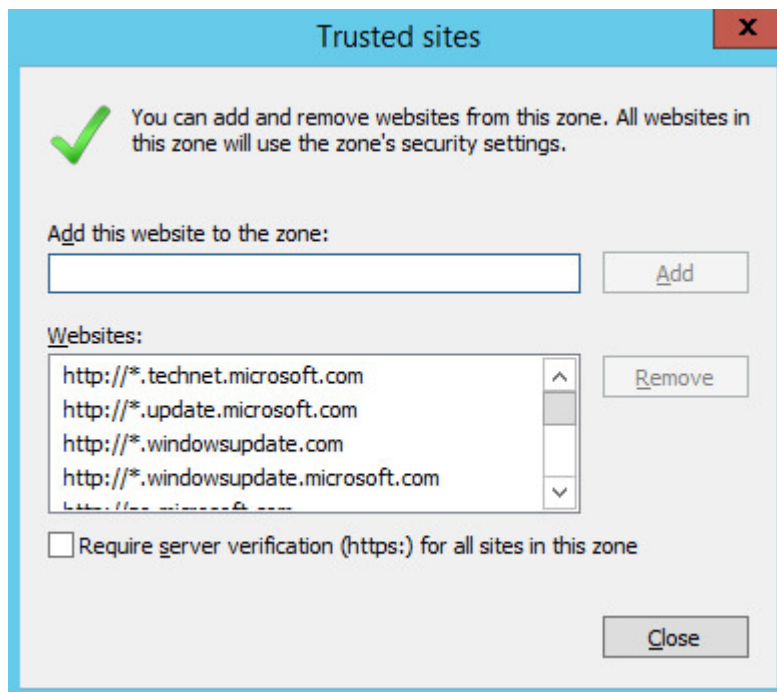 Trusted sites
x
You can add and remove websites from this zone. All websites in
this zone will use the zone's security settings.
Add this website to the zone:
Add
Websites:
http://*.technet.microsoft.com
Remove
http://*.update.microsoft.com
http://*.windowsupdate.com
http://*.windowsupdate.microsoft.com
Require server verification (https:) for all sites in this zone
Close